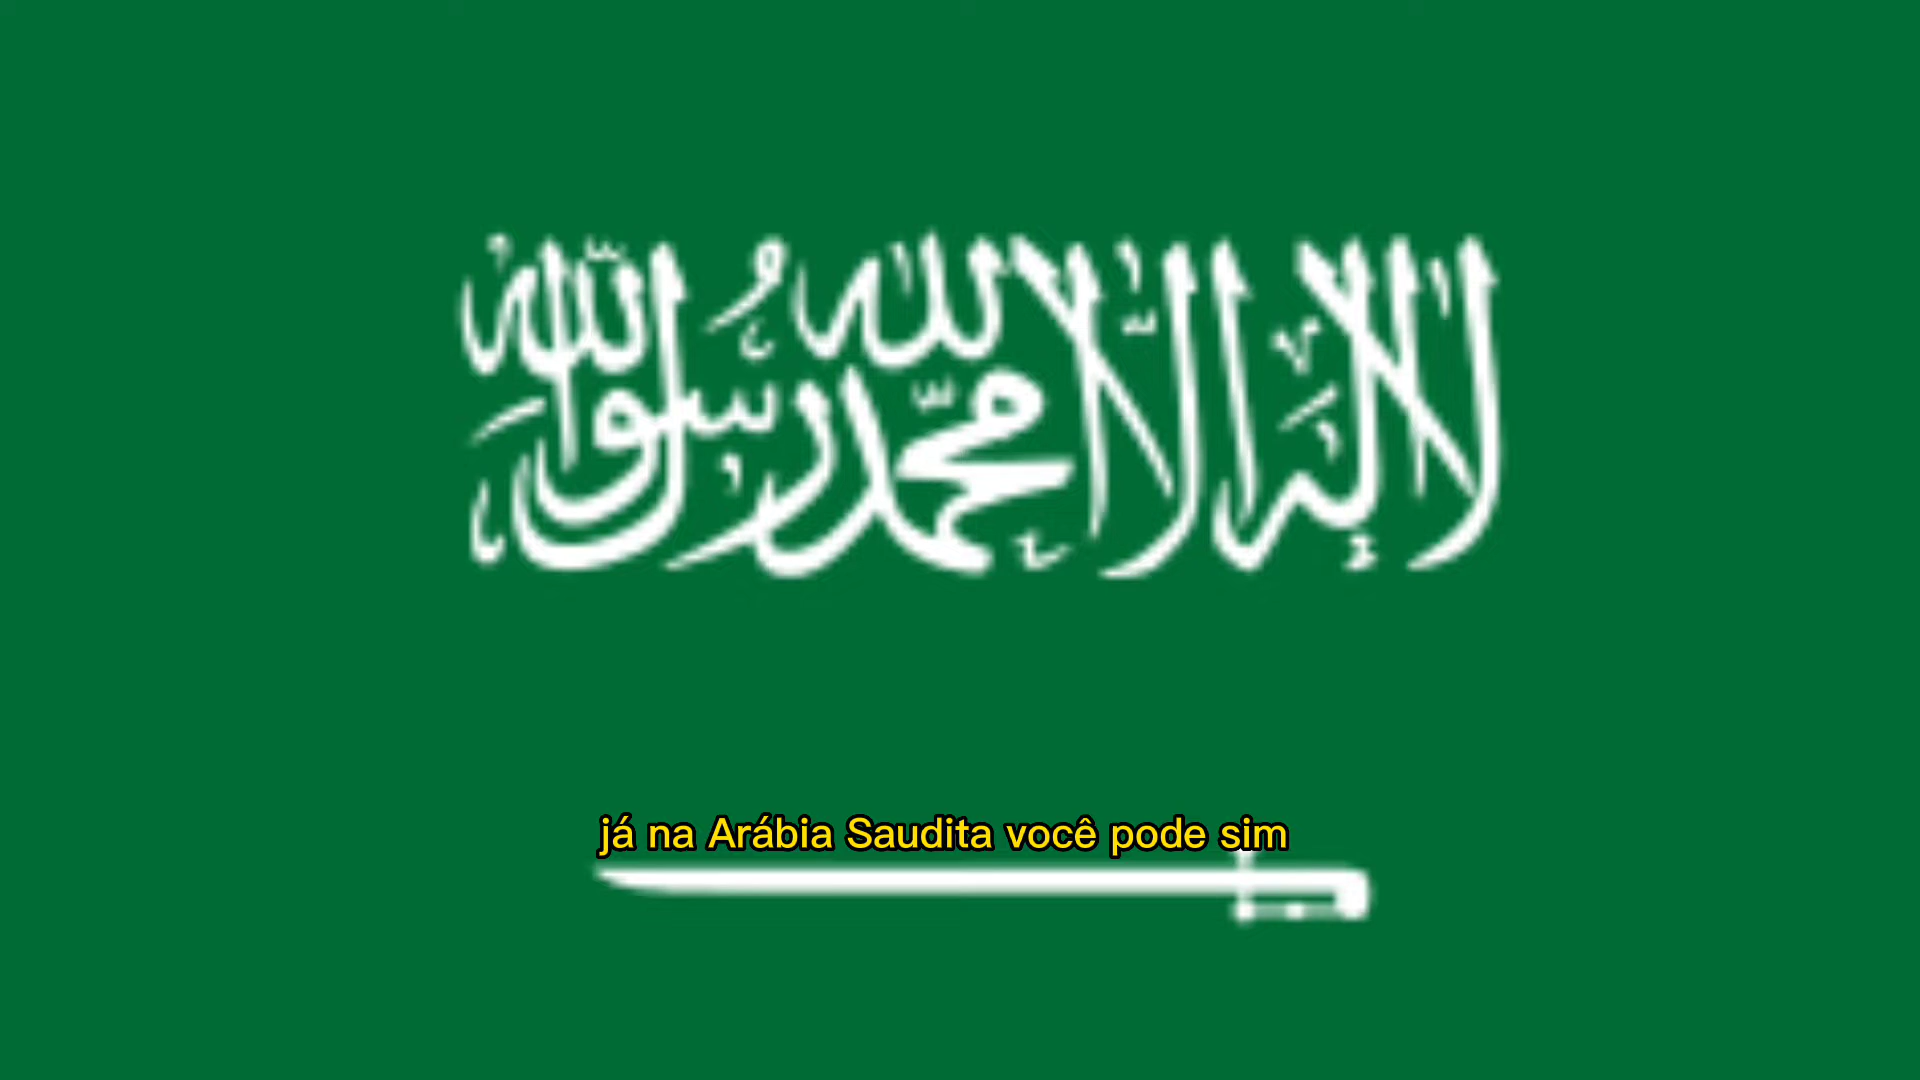 لا إله إلا الله محمد رسول الله
já na Arábia Saudita você pode sim